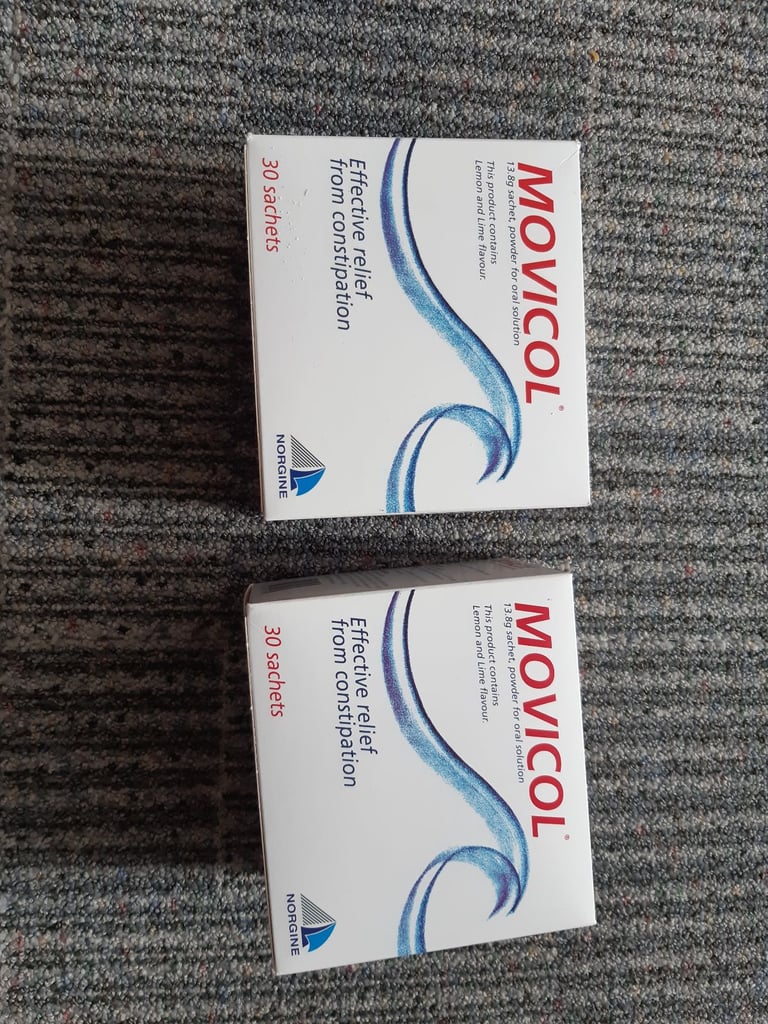 MOVICOL®
13.8g sachet, powder for oral solution
This product contains
Lemon and Lime flavour.
Effective relief
from constipation
30 sachets
NORGINE
MOVICOL®
13.8g sachet, powder for oral solution
This product contains
Lemon and Lime flavour.
Effective relief
from constipation
30 sachets
NORGINE